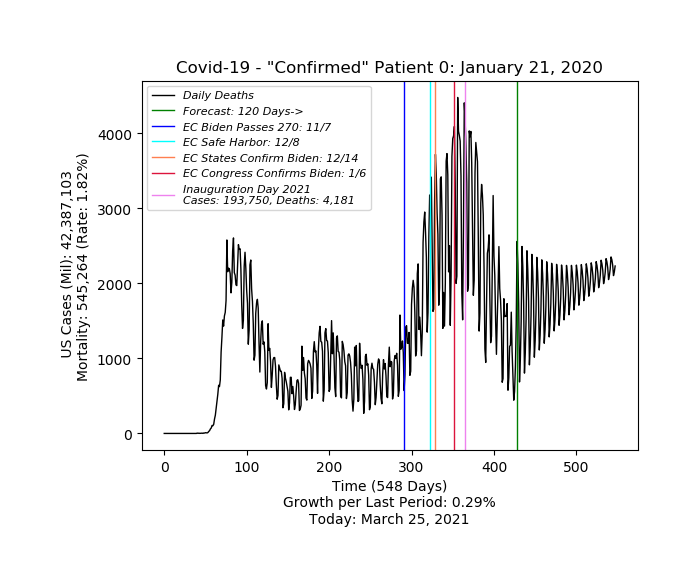 Covid-19 - "Confirmed" Patient 0: January 21, 2020
Daily Deaths
Forecast: 120 Days->
EC Biden Passes 270: 11/7
EC Safe Harbor: 12/8
EC States Confirm Biden: 12/14
EC Congress Confirms Biden: 1/6
Inauguration Day 2021
Cases: 193,750, Deaths: 4,181
US Cases (Mil): 42,387,103
Mortality: 545,264 (Rate: 1.82%)
4000
3000
2000
1000
0
0 100 200 300 400 500
Time (548 Days)
Growth per Last Period: 0.29%
Today: March 25, 2021